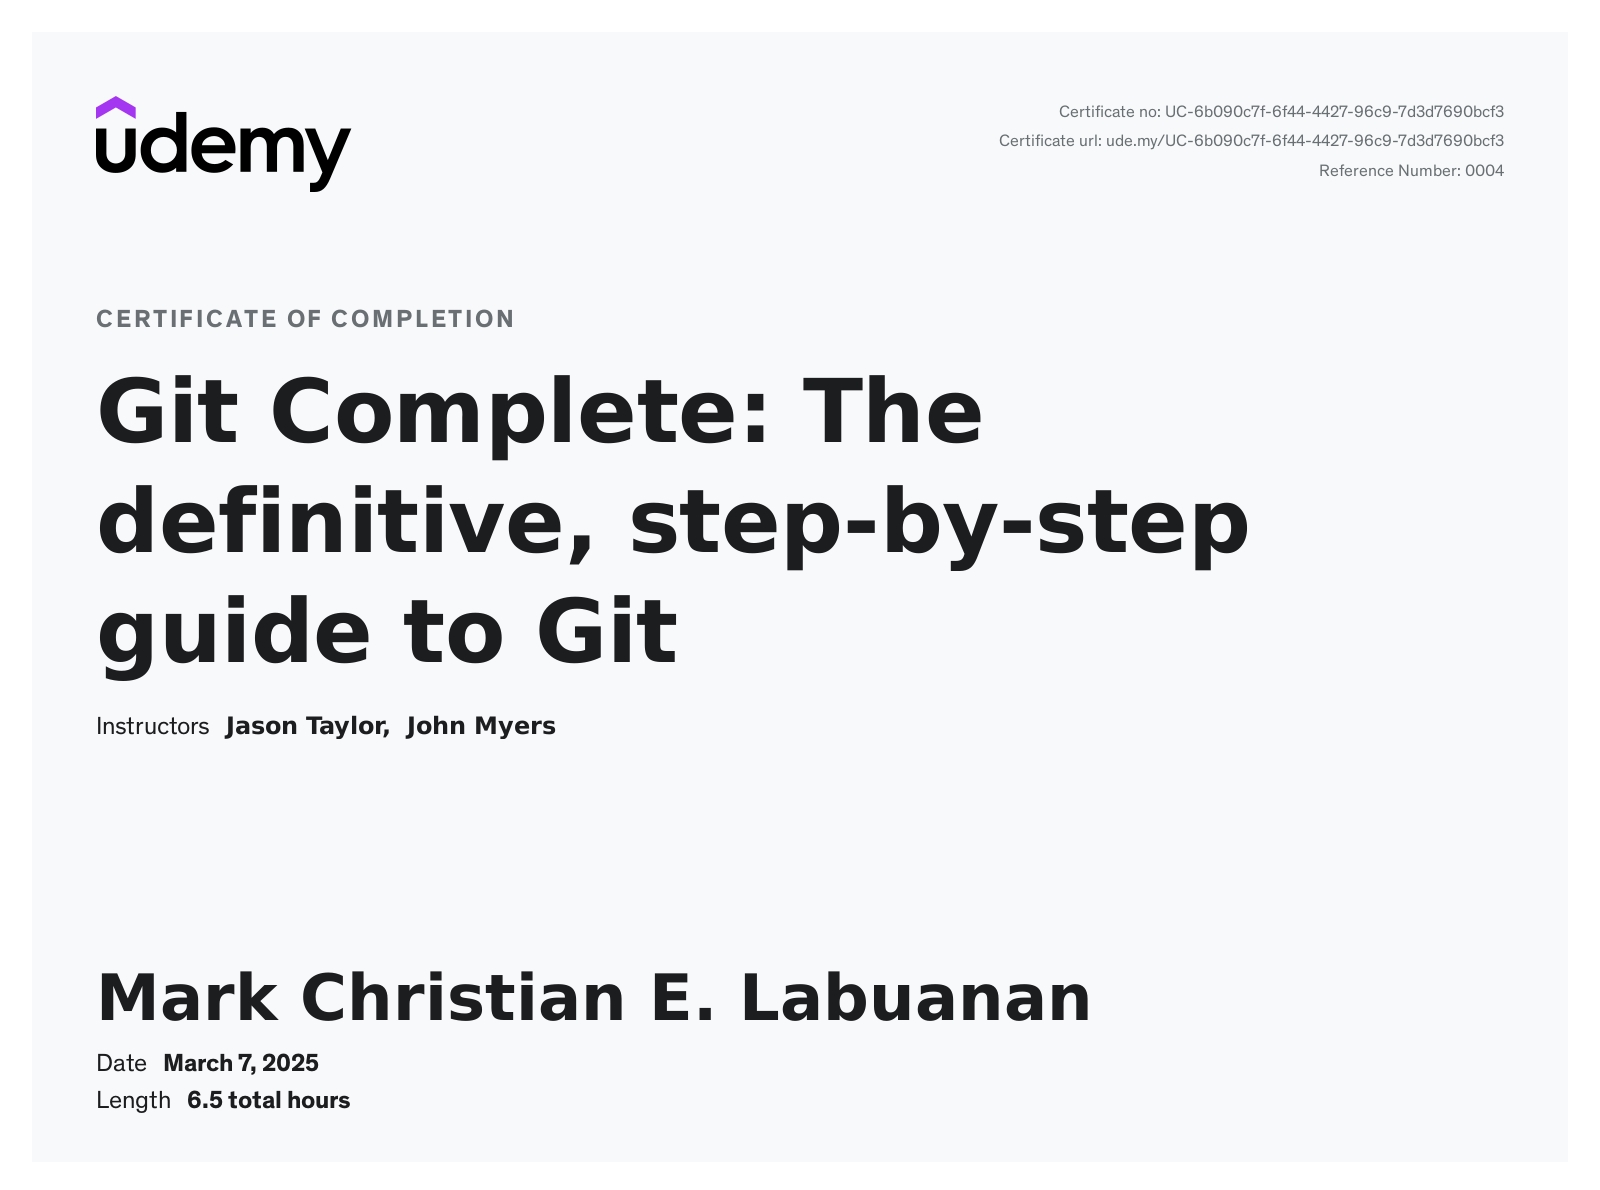 udemy
Certificate no: UC-6b090c7f-6f44-4427-96c9-7d3d7690bcf3
Certificate url: ude.my/UC-6b090c7f-6f44-4427-96c9-7d3d7690bcf3
Reference Number: 0004
CERTIFICATE OF COMPLETION
Git Complete: The
definitive, step-by-step
guide to Git
Instructors Jason Taylor, John Myers
Mark Christian E. Labuanan
Date March 7, 2025
Length 6.5 total hours